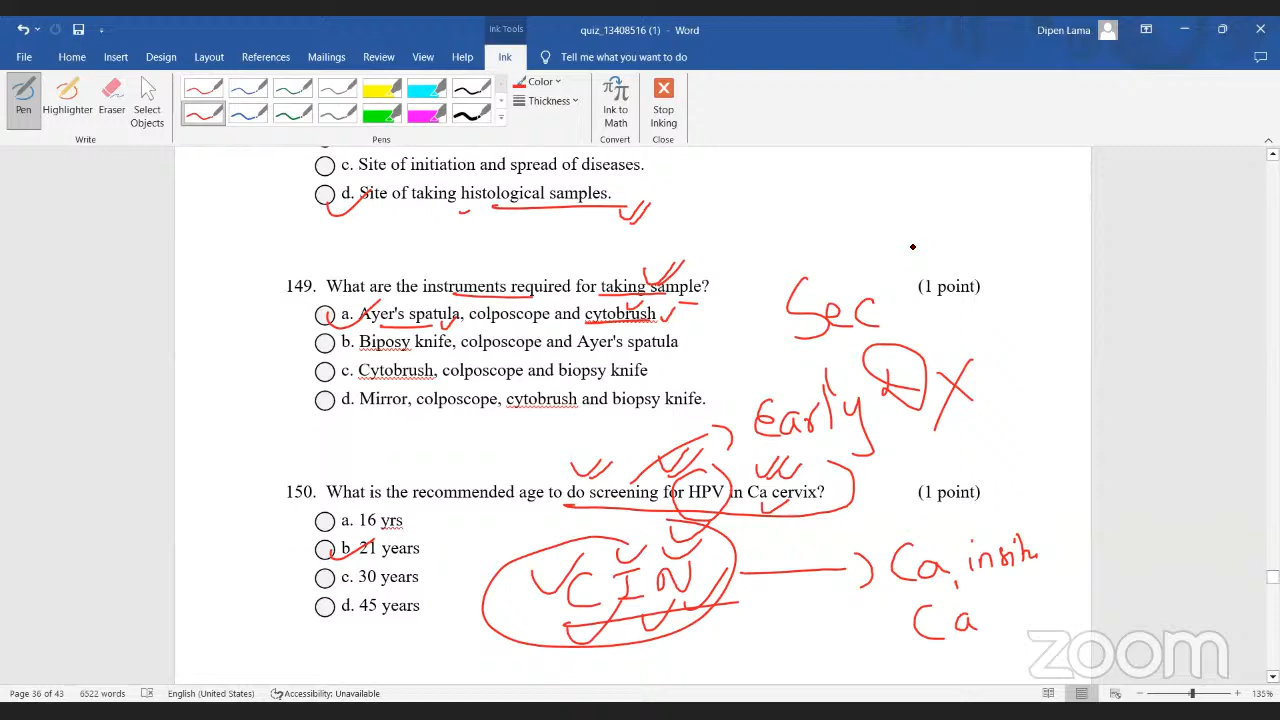 quiz_13408516 (1) - Word
Ink Tools
Dipen Lama
File Home Insert Design Layout References Mailings Review View Help Ink Tell me what you want to do
Pen Highlighter Eraser Select Objects
Color
Thickness
Ink to Math
Stop Inking
Write Pens Convert Close
c. Site of initiation and spread of diseases.
d. Site of taking histological samples.
149. What are the instruments required for taking sample? (1 point)
a. Ayer's spatula, colposcope and cytobrush
b. Biposy knife, colposcope and Ayer's spatula
c. Cytobrush, colposcope and biopsy knife
d. Mirror, colposcope, cytobrush and biopsy knife.
Sec
Early Dx
150. What is the recommended age to do screening for HPV in Ca cervix? (1 point)
a. 16 yrs
b. 21 years
c. 30 years
d. 45 years
CIN
Ca insitu
Ca
zoom
Page 36 of 43 6522 words English (United States) Accessibility: Unavailable 135%